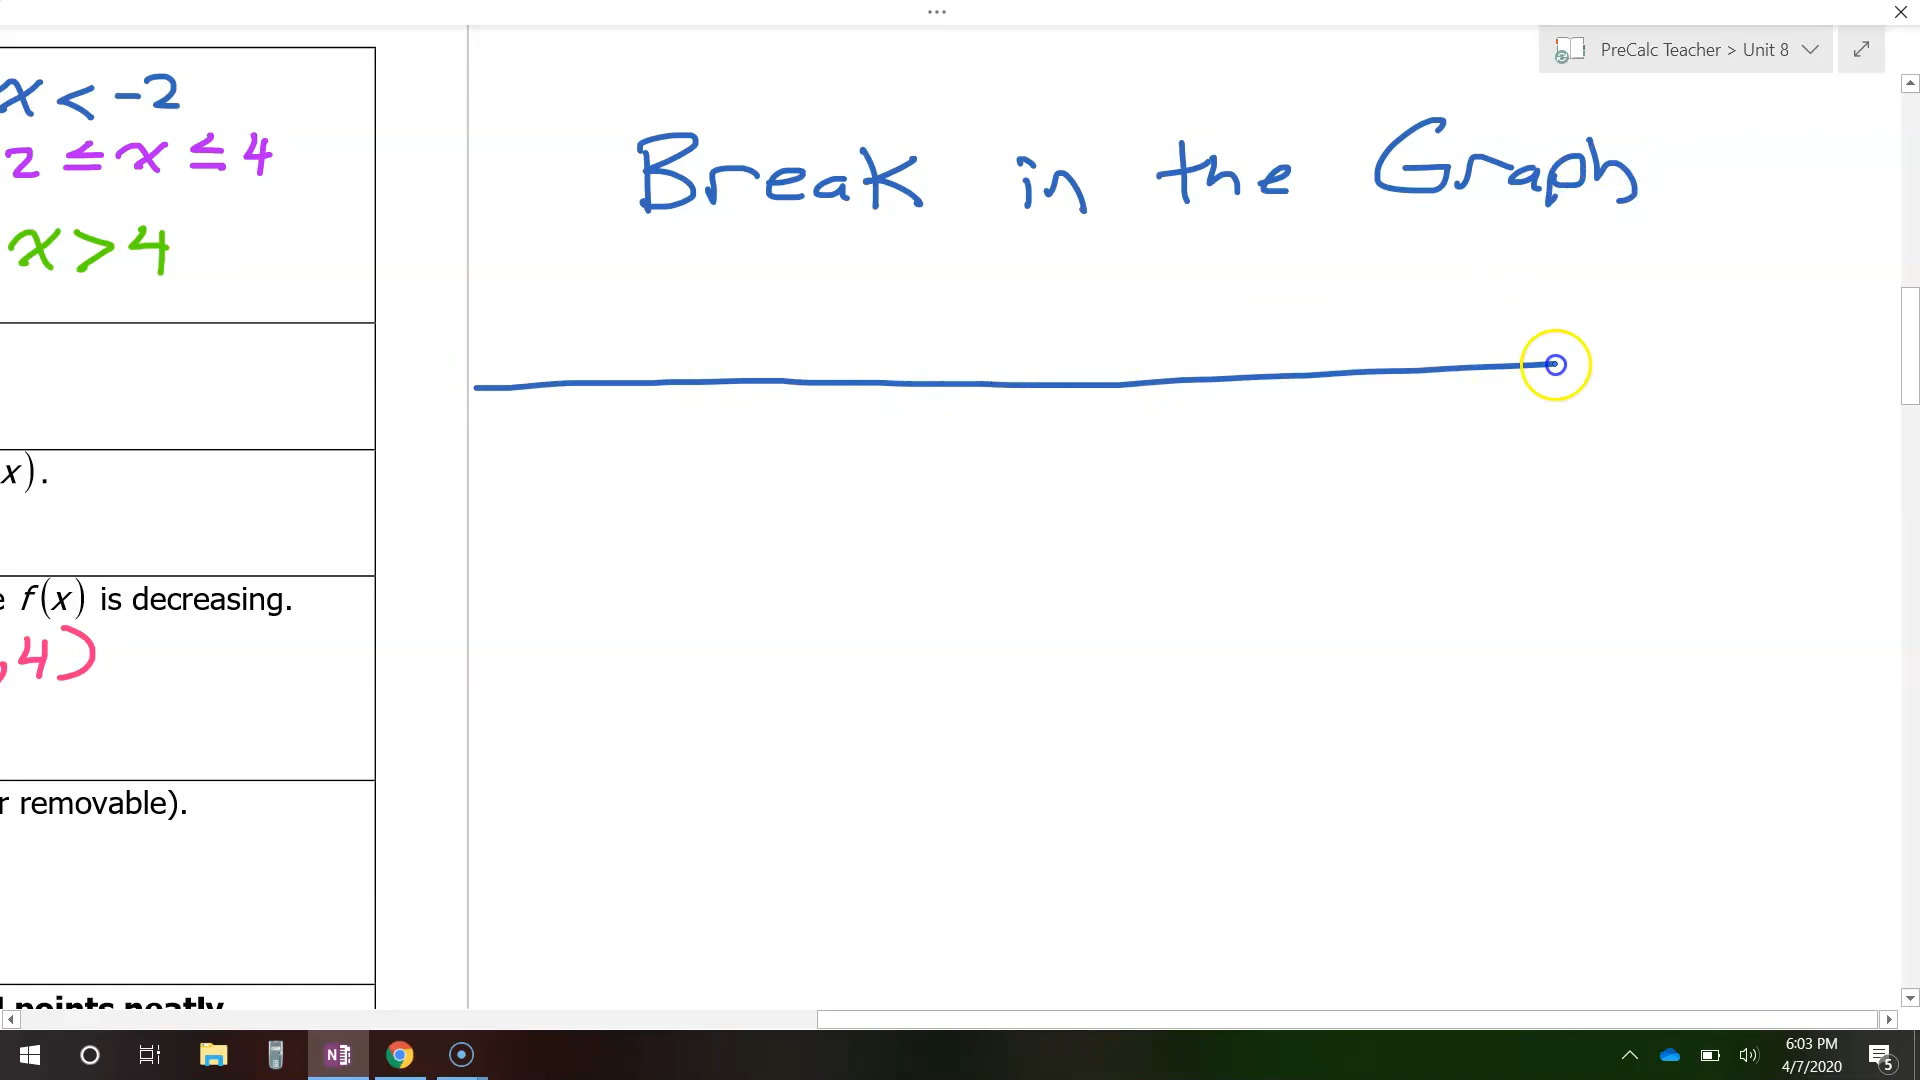 ...
PreCalc Teacher > Unit 8
x < -2
2 ≤ x ≤ 4
x > 4
Break in the Graph
x).
f(x) is decreasing.
,4)
r removable).
6:03 PM
4/7/2020
5